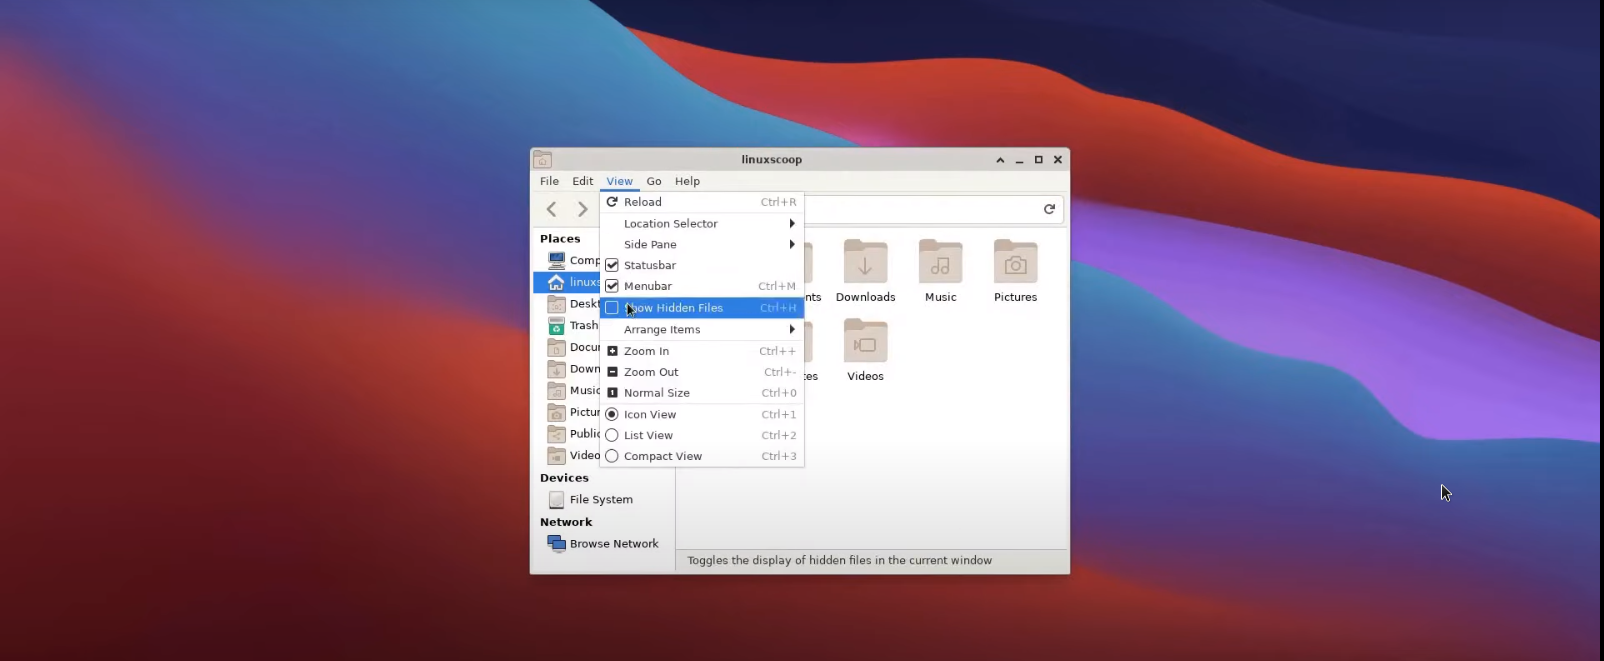 linuxscoop
File Edit View Go Help
Reload Ctrl+R
Location Selector
Side Pane
Statusbar
Menubar Ctrl+M
Hidden Files Ctrl+H
Arrange Items
Zoom In Ctrl++
Zoom Out Ctrl+-
Normal Size Ctrl+0
Icon View Ctrl+1
List View Ctrl+2
Compact View Ctrl+3
Places
Comp
linuxs
Deskt
Trash
Docu
Down
Music
Pictur
Public
Video
Devices
File System
Network
Browse Network
nts Downloads Music Pictures
tes Videos
Toggles the display of hidden files in the current window